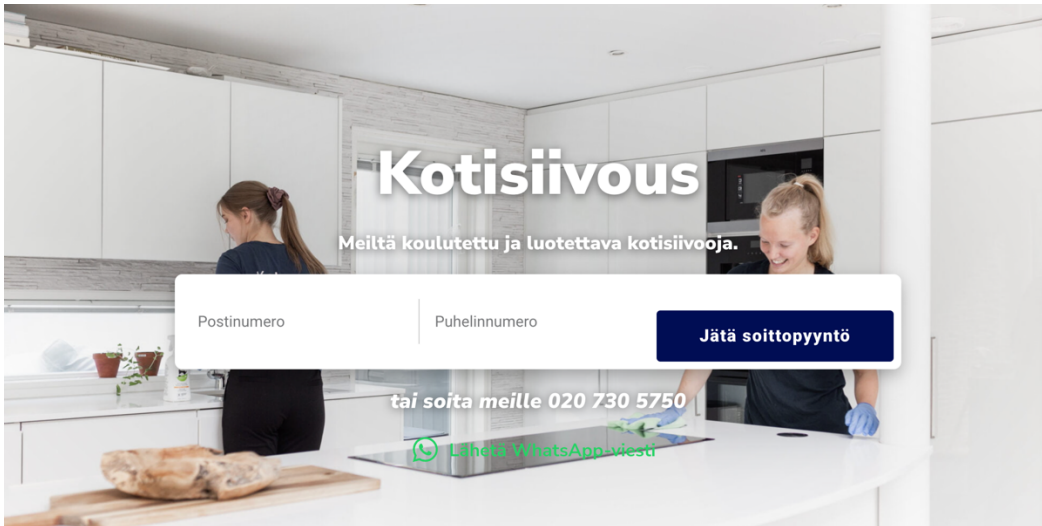 Kotisiivous
Meiltä koulutettu ja luotettava kotisiivooja.
Postinumero
Puhelinnumero
Jätä soittopyyntö
tai soita meille 020 730 5750
Lähetä WhatsApp-viesti